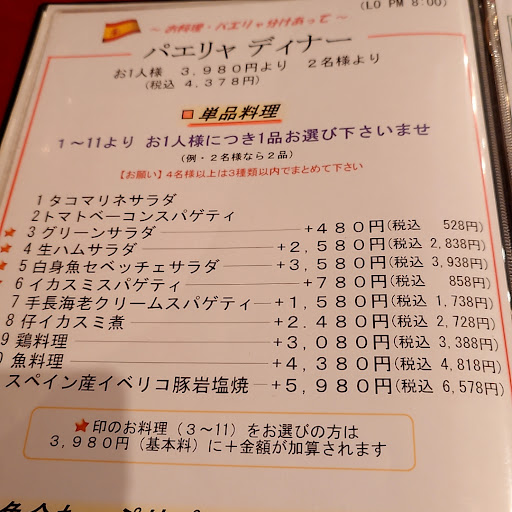 (LO PM 8:00)
～ お料理・パエリャ分けあって ～
パエリャ ディナー
お1人様 3,980円より 2名様より
(税込 4,378円)
単品料理
1～11より お1人様につき1品お選び下さいませ
(例・2名様なら2品)
【お願い】4名様以上は3種類以内でまとめて下さい
1タコマリネサラダ
2トマトベーコンスパゲティ
★ 3グリーンサラダ ＋480円(税込 528円)
★ 4生ハムサラダ ＋2,580円(税込 2,838円)
★ 5白身魚セベッチェサラダ ＋3,580円(税込 3,938円)
★ 6イカスミスパゲティ ＋780円(税込 858円)
7手長海老クリームスパゲティ ＋1,580円(税込 1,738円)
8仔イカスミ煮 ＋2.480円(税込 2,728円)
9鶏料理 ＋3,080円(税込 3,388円)
0魚料理 ＋4,380円(税込 4,818円)
スペイン産イベリコ豚岩塩焼 ＋5,980円(税込 6,578円)
★印のお料理（3～11）をお選びの方は
3,980円（基本料）に＋金額が加算されます